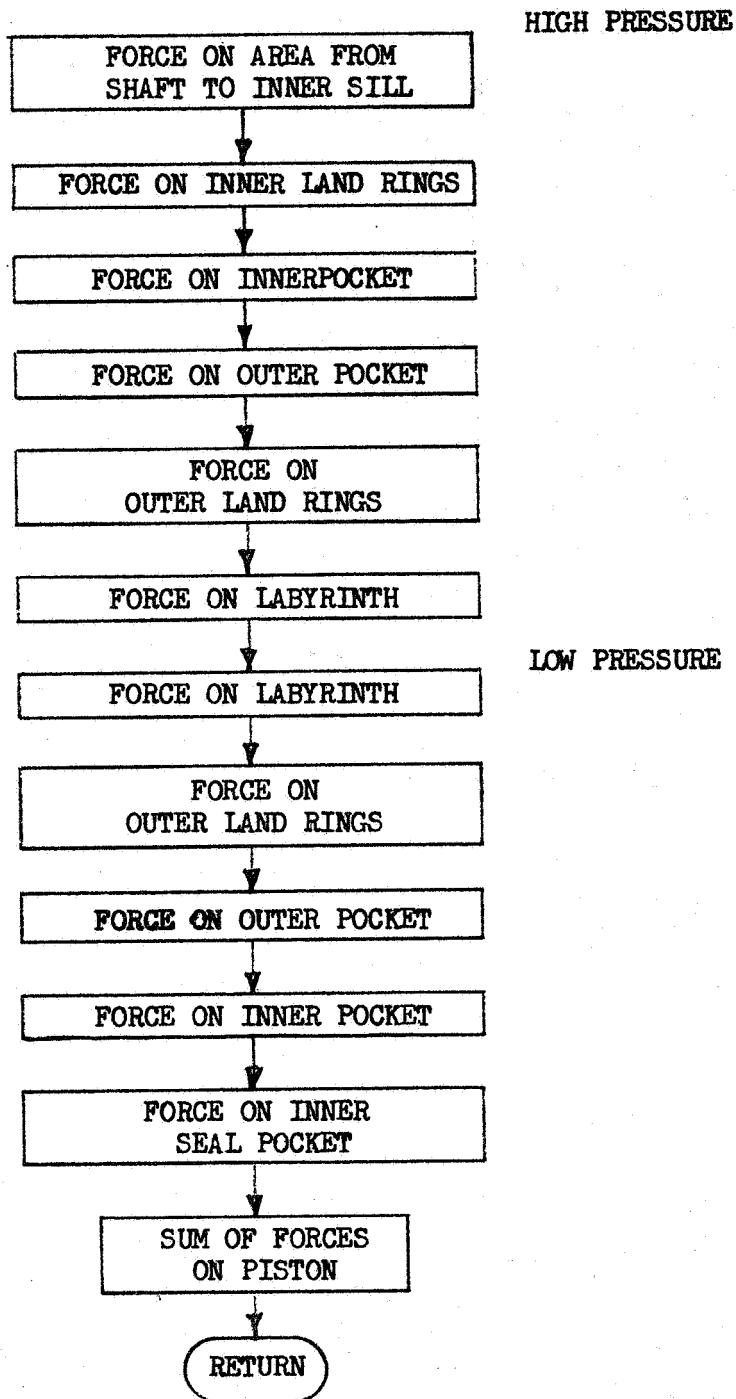 HIGH PRESSURE
FORCE ON AREA FROM
SHAFT TO INNER SILL
FORCE ON INNER LAND RINGS
FORCE ON INNERPOCKET
FORCE ON OUTER POCKET
FORCE ON
OUTER LAND RINGS
FORCE ON LABYRINTH
LOW PRESSURE
FORCE ON LABYRINTH
FORCE ON
OUTER LAND RINGS
FORCE ON OUTER POCKET
FORCE ON INNER POCKET
FORCE ON INNER
SEAL POCKET
SUM OF FORCES
ON PISTON
RETURN